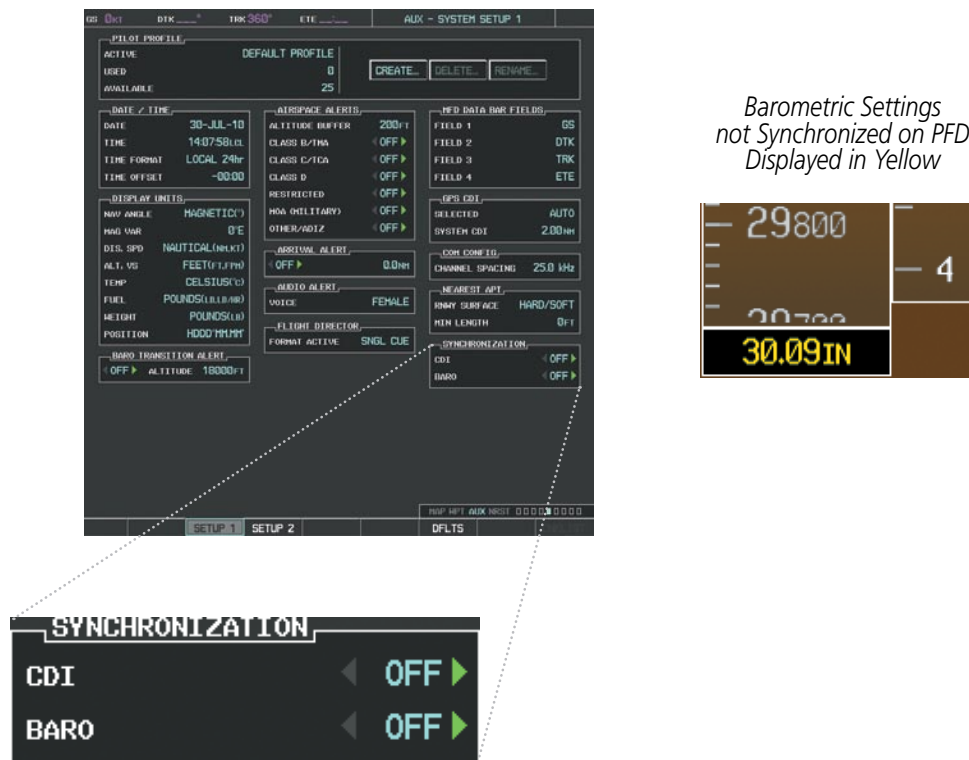 GS 0KT DTK ___° TRK 360° ETE __:__ AUX - SYSTEM SETUP 1
PILOT PROFILE
ACTIVE DEFAULT PROFILE
USED 0
AVAILABLE 25
CREATE… DELETE… RENAME…
DATE / TIME
DATE 30-JUL-10
TIME 14:07:58LCL
TIME FORMAT LOCAL 24hr
TIME OFFSET -00:00
DISPLAY UNITS
NAV ANGLE MAGNETIC(°)
MAG VAR 0°E
DIS, SPD NAUTICAL(NM,KT)
ALT, VS FEET(FT,FPM)
TEMP CELSIUS(°C)
FUEL POUNDS(LB,LB/HR)
WEIGHT POUNDS(LB)
POSITION HDDD°MM.MM'
BARO TRANSITION ALERT
OFF ALTITUDE 18000FT
AIRSPACE ALERTS
ALTITUDE BUFFER 200FT
CLASS B/TMA OFF
CLASS C/TCA OFF
CLASS D OFF
RESTRICTED OFF
MOA (MILITARY) OFF
OTHER/ADIZ OFF
ARRIVAL ALERT
OFF 0.0NM
AUDIO ALERT
VOICE FEMALE
FLIGHT DIRECTOR
FORMAT ACTIVE SNGL CUE
MFD DATA BAR FIELDS
FIELD 1 GS
FIELD 2 DTK
FIELD 3 TRK
FIELD 4 ETE
GPS CDI
SELECTED AUTO
SYSTEM CDI 2.00NM
COM CONFIG
CHANNEL SPACING 25.0 kHz
NEAREST APT
RNWY SURFACE HARD/SOFT
MIN LENGTH 0FT
SYNCHRONIZATION
CDI OFF
BARO OFF
MAP WPT AUX NRST
SETUP 1 SETUP 2 DFLTS
Barometric Settings
not Synchronized on PFD
Displayed in Yellow
29800
4
30.09IN
SYNCHRONIZATION
CDI OFF
BARO OFF